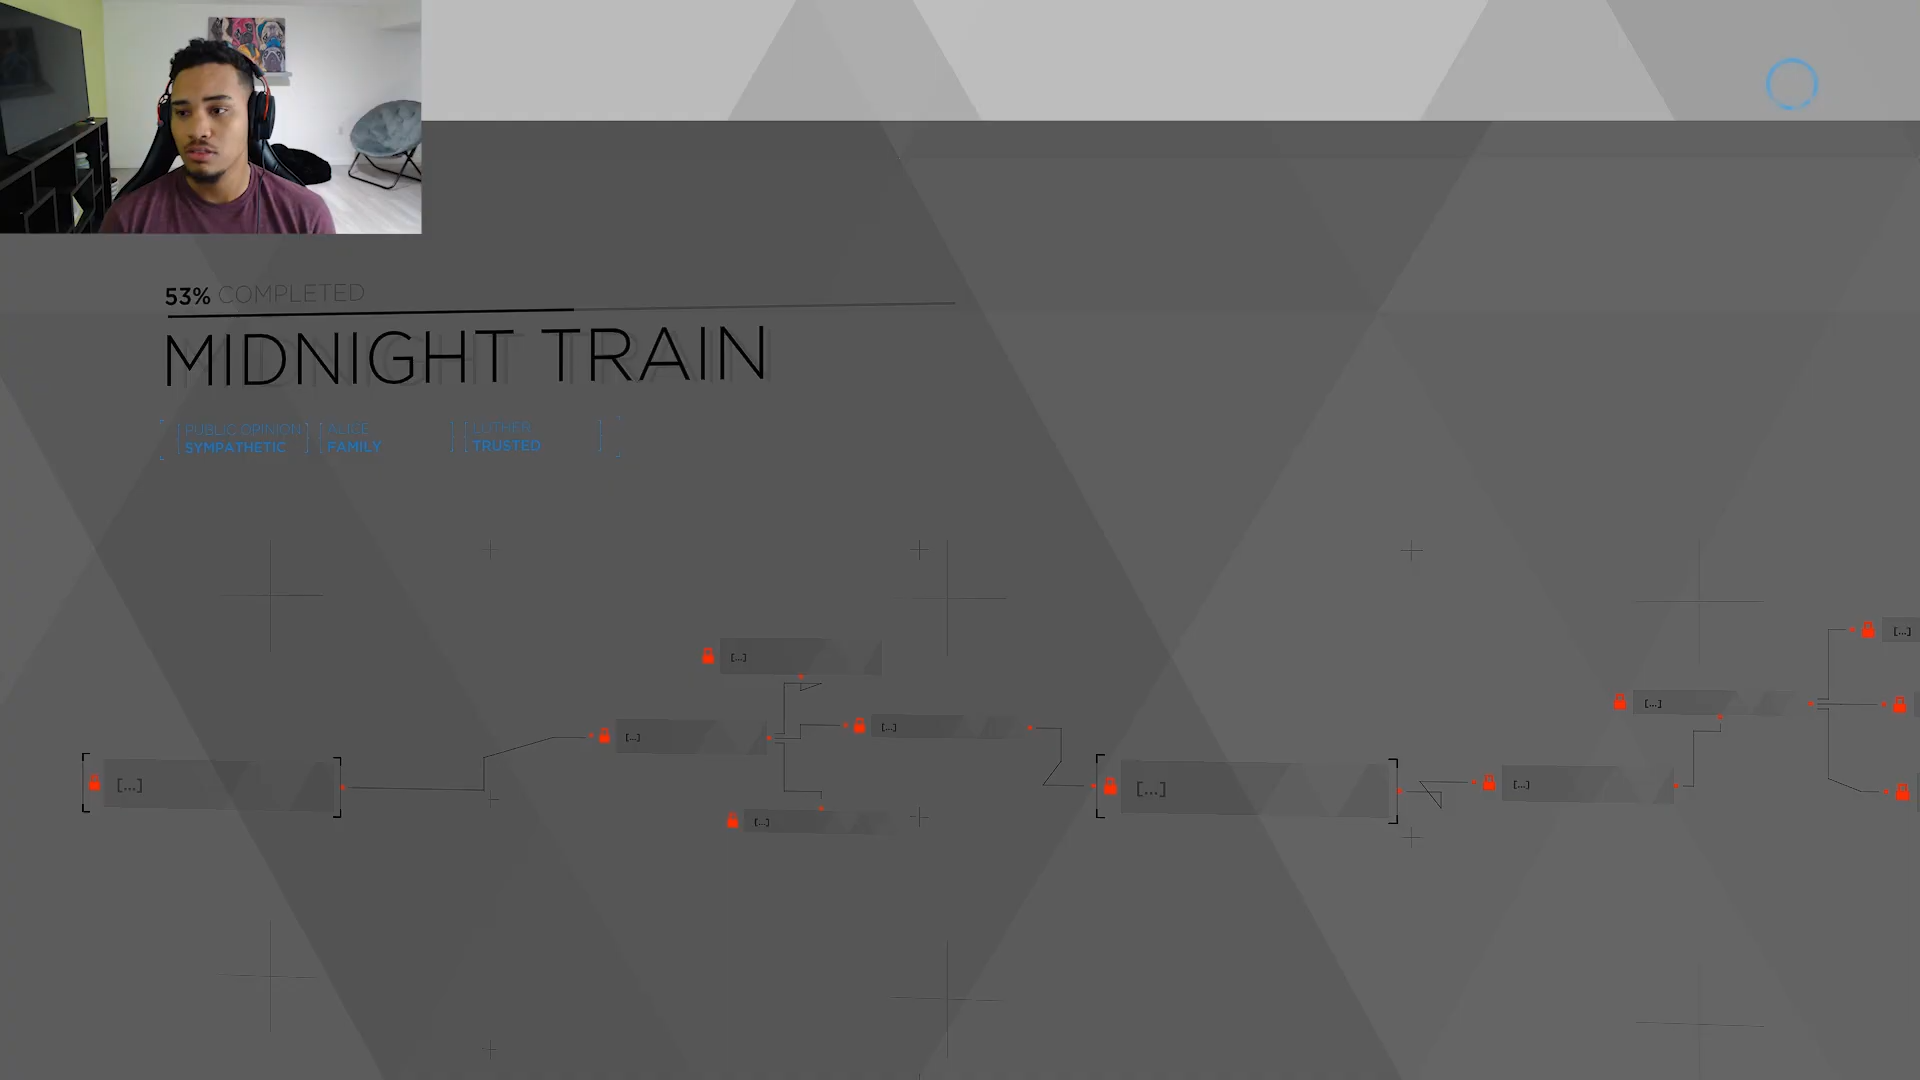 53% COMPLETED
MIDNIGHT TRAIN
PUBLIC OPINION ALICE LUTHER
SYMPATHETIC FAMILY TRUSTED
[...]
[...]
[...]
[...]
[...]
[...]
[...]
[...]
[...]